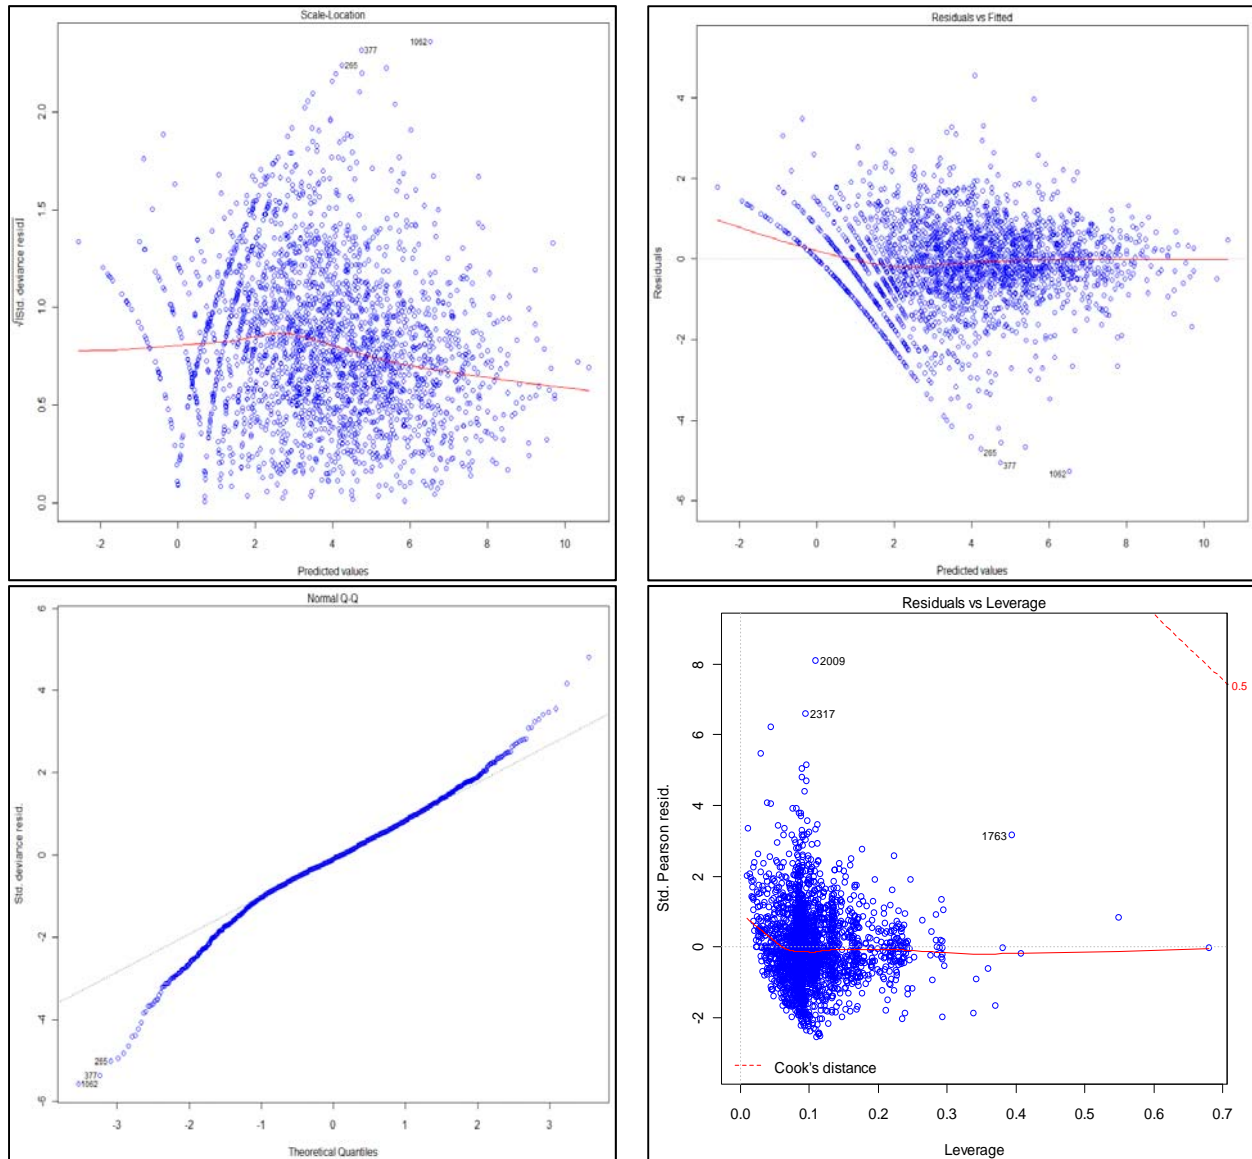 Scale-Location
1062
377
265
√|Std. deviance resid|
0.0 0.5 1.0 1.5 2.0
-2 0 2 4 6 8 10
Predicted values
Residuals vs Fitted
265
377
1062
Residuals
-6 -4 -2 0 2 4
-2 0 2 4 6 8 10
Predicted values
Normal Q-Q
265
377
1062
Std. deviance resid.
-6 -4 -2 0 2 4 6
-3 -2 -1 0 1 2 3
Theoretical Quantiles
Residuals vs Leverage
2009
2317
1763
0.5
Std. Pearson resid.
-2 0 2 4 6 8
Cook's distance
0.0 0.1 0.2 0.3 0.4 0.5 0.6 0.7
Leverage